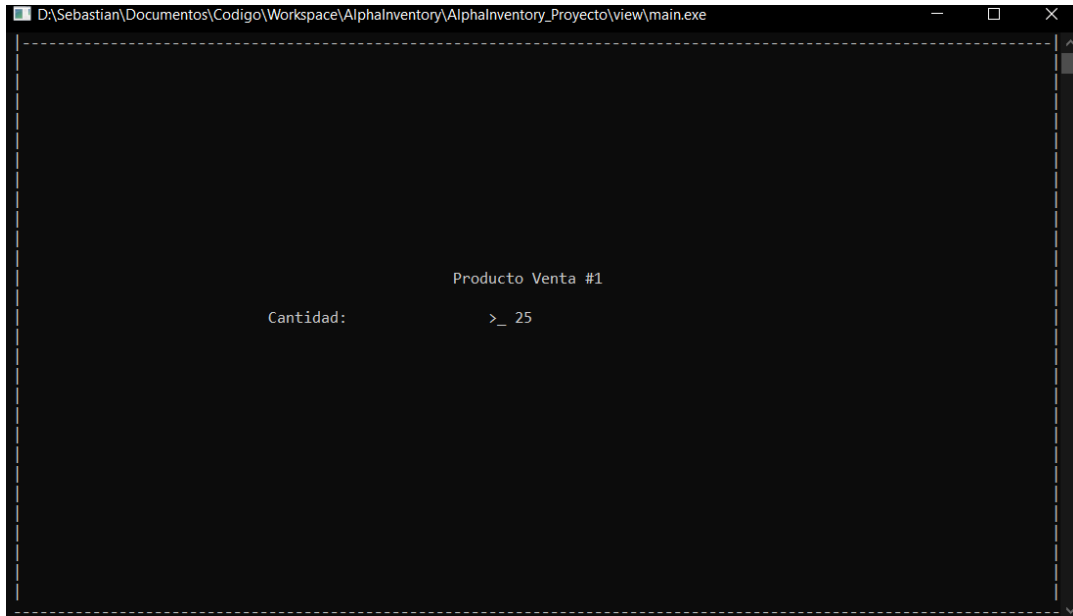 D:\Sebastian\Documentos\Codigo\Workspace\AlphaInventory\AlphaInventory_Proyecto\view\main.exe
Producto Venta #1
Cantidad: >_ 25